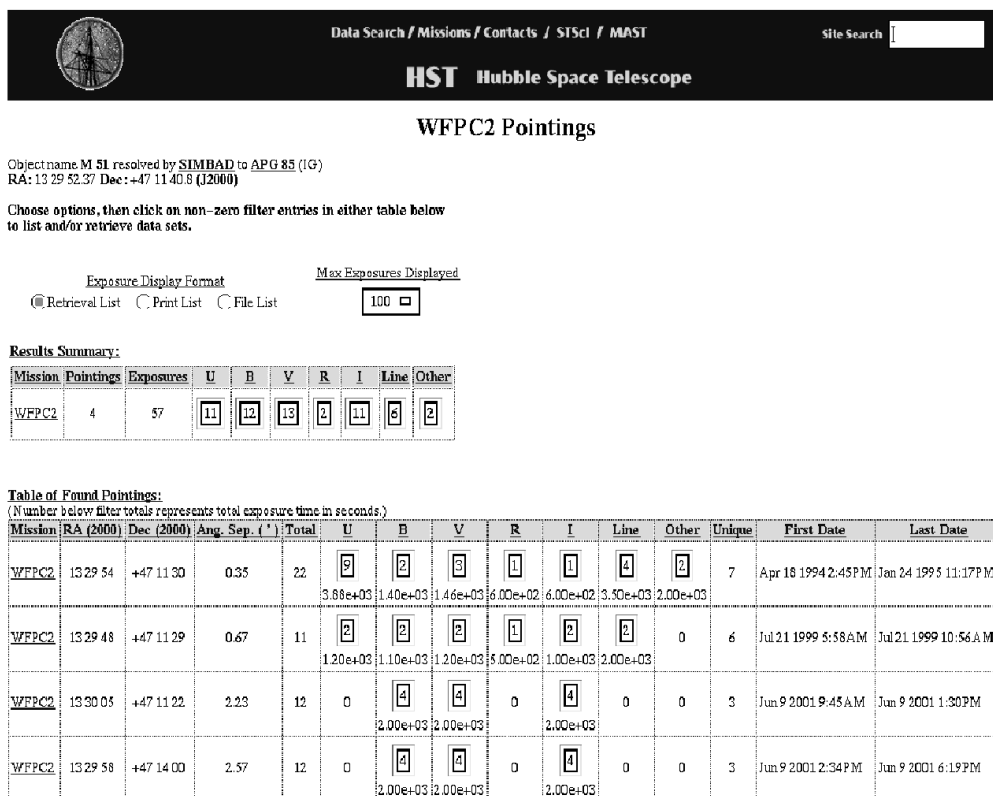 Data Search / Missions / Contacts / STScI / MAST
Site Search
HST Hubble Space Telescope
WFPC2 Pointings
Object name M 51 resolved by SIMBAD to APG 85 (IG)
RA: 13 29 52.37 Dec: +47 11 40.8 (J2000)
Choose options, then click on non-zero filter entries in either table below
to list and/or retrieve data sets.
Exposure Display Format
Max Exposures Displayed
Retrieval List Print List File List
100
Results Summary:
Mission Pointings Exposures U B V R I Line Other
WFPC2 4 57 11 12 13 2 11 6 2
Table of Found Pointings:
(Number below filter totals represents total exposure time in seconds.)
Mission RA (2000) Dec (2000) Ang. Sep. (') Total U B V R I Line Other Unique First Date Last Date
WFPC2 13 29 54 +47 11 30 0.35 22 9 2 3 1 1 4 2 7 Apr 18 1994 2:45PM Jan 24 1995 11:17PM
3.88e+03 1.40e+03 1.46e+03 6.00e+02 6.00e+02 3.50e+03 2.00e+03
WFPC2 13 29 48 +47 11 29 0.67 11 2 2 2 1 2 2 0 6 Jul 21 1999 5:58AM Jul 21 1999 10:56AM
1.20e+03 1.10e+03 1.20e+03 5.00e+02 1.00e+03 2.00e+03
WFPC2 13 30 05 +47 11 22 2.23 12 0 4 4 0 4 0 0 3 Jun 9 2001 9:45AM Jun 9 2001 1:30PM
2.00e+03 2.00e+03 2.00e+03
WFPC2 13 29 58 +47 14 00 2.57 12 0 4 4 0 4 0 0 3 Jun 9 2001 2:34PM Jun 9 2001 6:19PM
2.00e+03 2.00e+03 2.00e+03